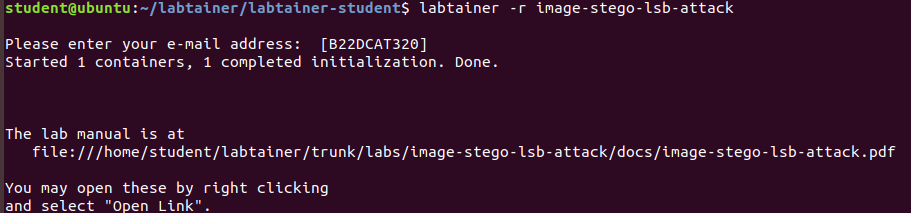 student@ubuntu:~/labtainer/labtainer-student$ labtainer -r image-stego-lsb-attack
Please enter your e-mail address:  [B22DCAT320]
Started 1 containers, 1 completed initialization. Done.
The lab manual is at
   file:///home/student/labtainer/trunk/labs/image-stego-lsb-attack/docs/image-stego-lsb-attack.pdf
You may open these by right clicking
and select "Open Link".